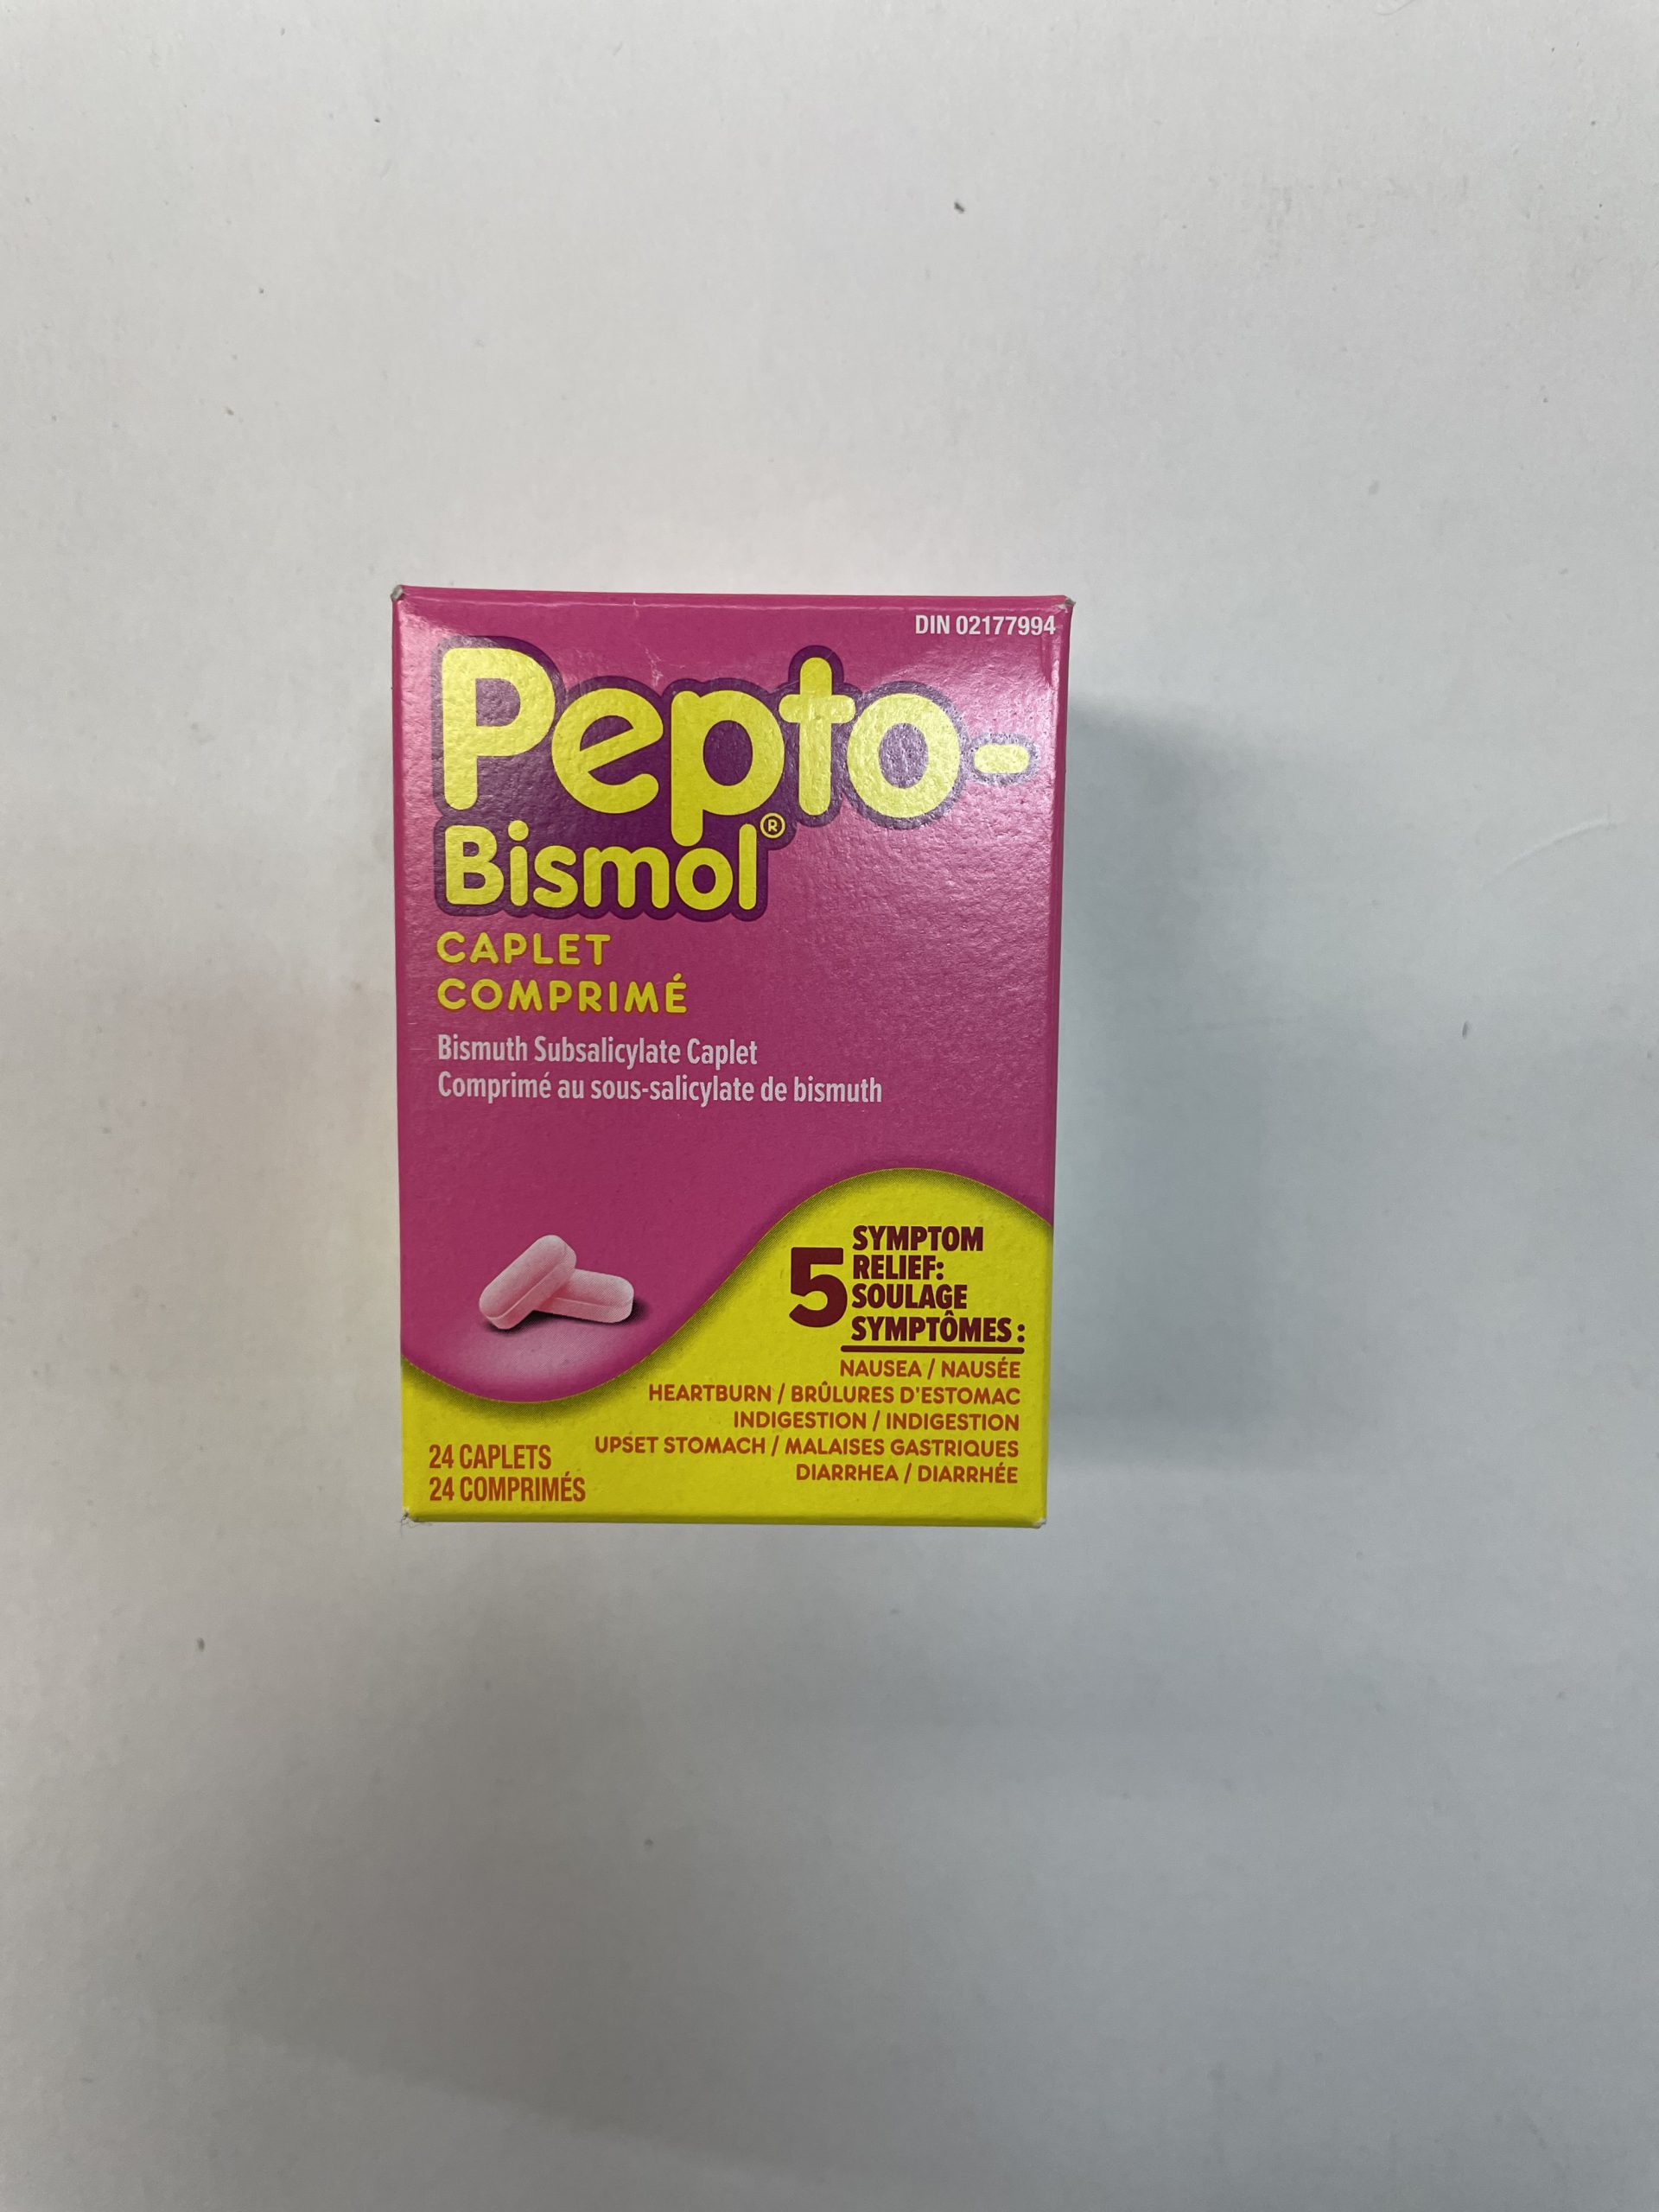 DIN 02177994
Pepto-
Bismol®
CAPLET
COMPRIMÉ
Bismuth Subsalicylate Caplet
Comprimé au sous-salicylate de bismuth
5 SYMPTOM
RELIEF:
SOULAGE
SYMPTÔMES :
NAUSEA / NAUSÉE
HEARTBURN / BRÛLURES D'ESTOMAC
INDIGESTION / INDIGESTION
UPSET STOMACH / MALAISES GASTRIQUES
DIARRHEA / DIARRHÉE
24 CAPLETS
24 COMPRIMÉS